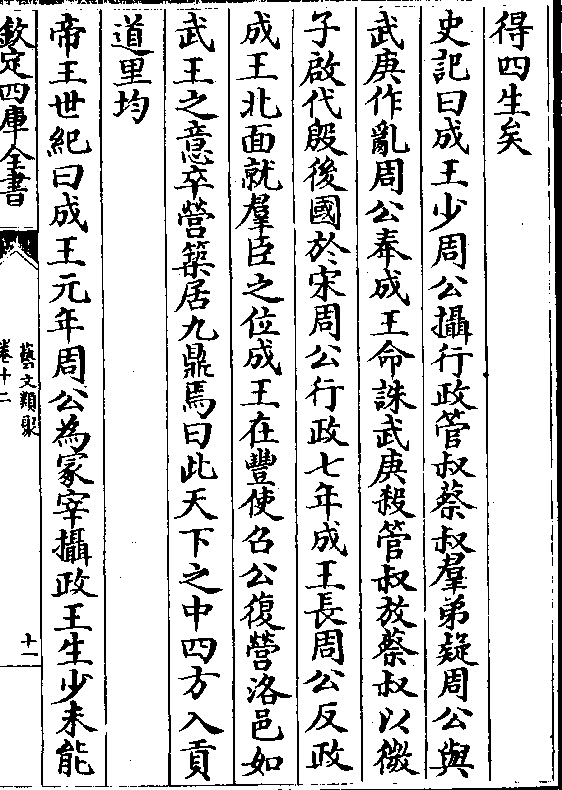 得四生矣
史記曰成王少周公攝行政管叔蔡叔羣弟疑周公與
武庚作亂周公奉成王命誅武庚殺管叔放蔡叔以微
子啟代殷後國於宋周公行政七年成王長周公反政
成王北面就羣臣之位成王在豐使召公復營洛邑如
武王之意卒營築居九鼎焉曰此天下之中四方入貢
道里均
帝王世紀曰成王元年周公為冢宰攝政王生少未能
欽定四庫全書
藝文類聚
卷十二
十一